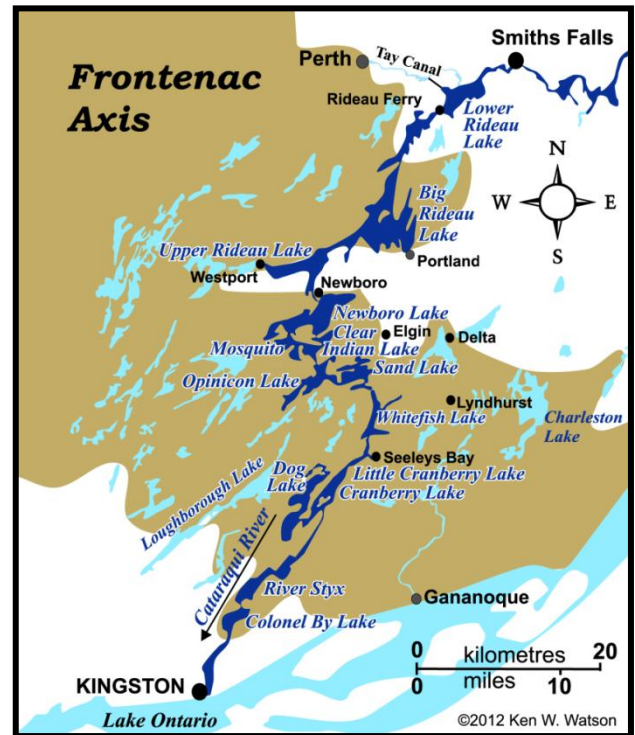 Frontenac
Axis
Smiths Falls
Perth
Tay Canal
Rideau Ferry
Lower
Rideau
Lake
N
W
E
S
Big
Rideau
Lake
Upper Rideau Lake
Westport
Portland
Newboro
Newboro Lake
Clear
Elgin
Delta
Mosquito
Indian Lake
Sand Lake
Opinicon Lake
Lyndhurst
Whitefish Lake
Charleston
Lake
Seeleys Bay
Little Cranberry Lake
Dog
Lake
Cranberry Lake
Loughborough Lake
Cataraqui River
River Styx
Gananoque
Colonel By Lake
0
20
kilometres
0
miles
10
KINGSTON
Lake Ontario
©2012 Ken W. Watson